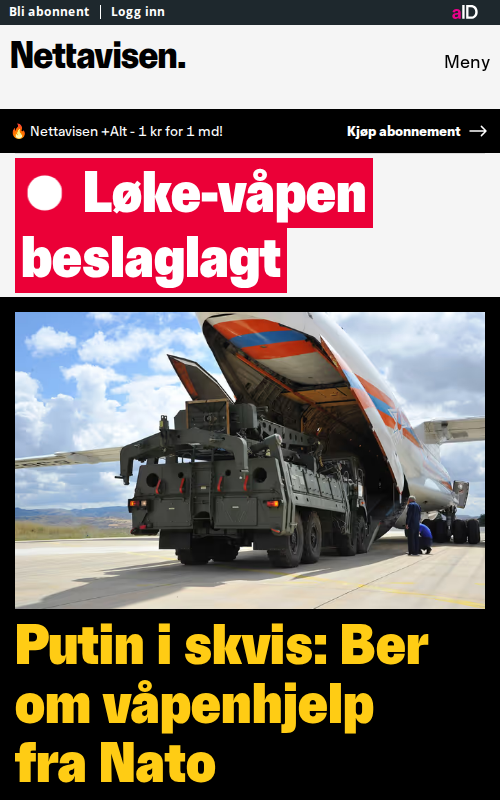 Bli abonnent | Logg inn
aID
Nettavisen.
Meny
🔥 Nettavisen +Alt - 1 kr for 1 md!
Kjøp abonnement →
Løke-våpen
beslaglagt
Putin i skvis: Ber
om våpenhjelp
fra Nato